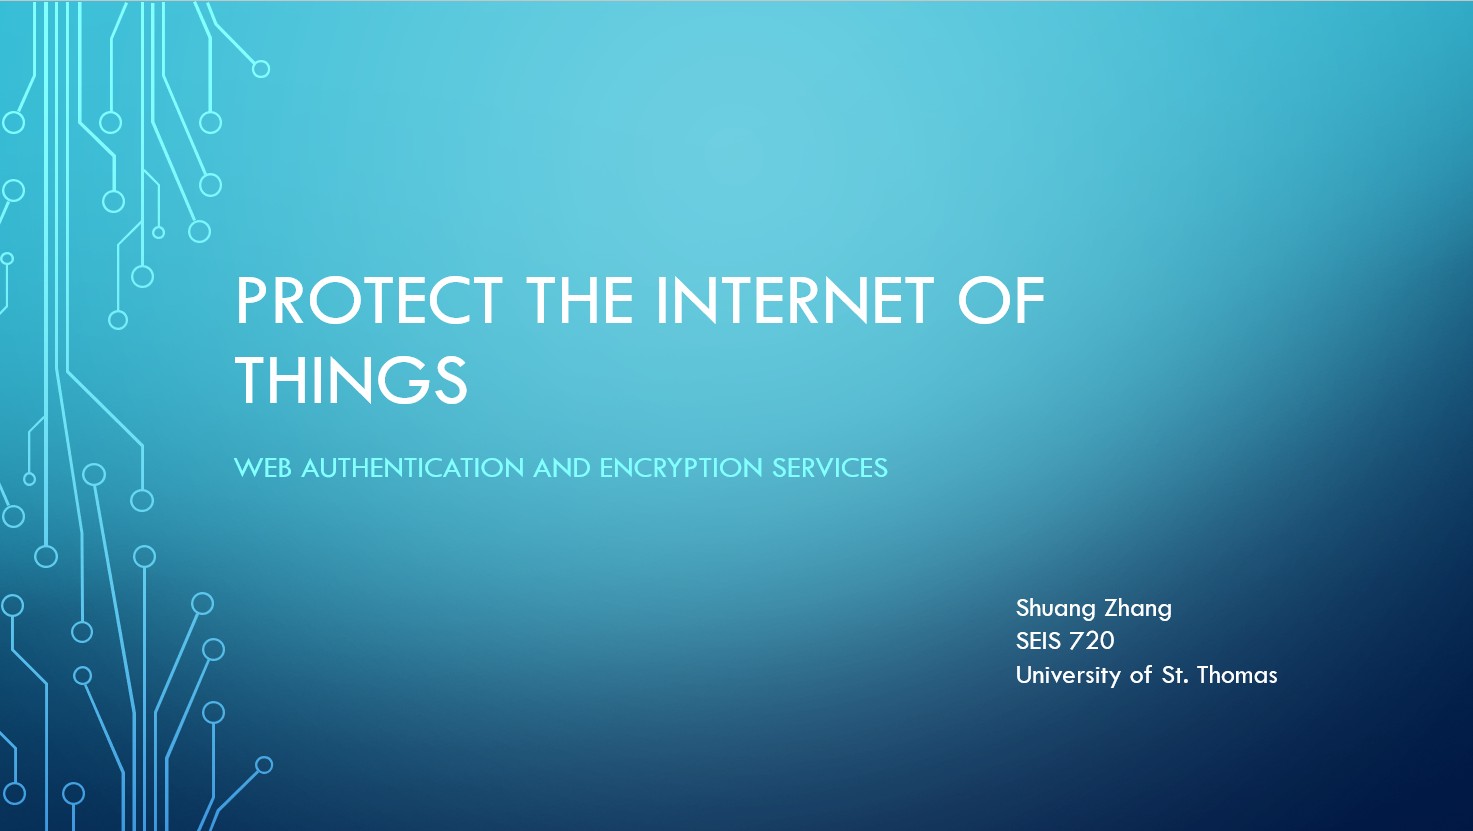 PROTECT THE INTERNET OF
THINGS
WEB AUTHENTICATION AND ENCRYPTION SERVICES
Shuang Zhang
SEIS 720
University of St. Thomas